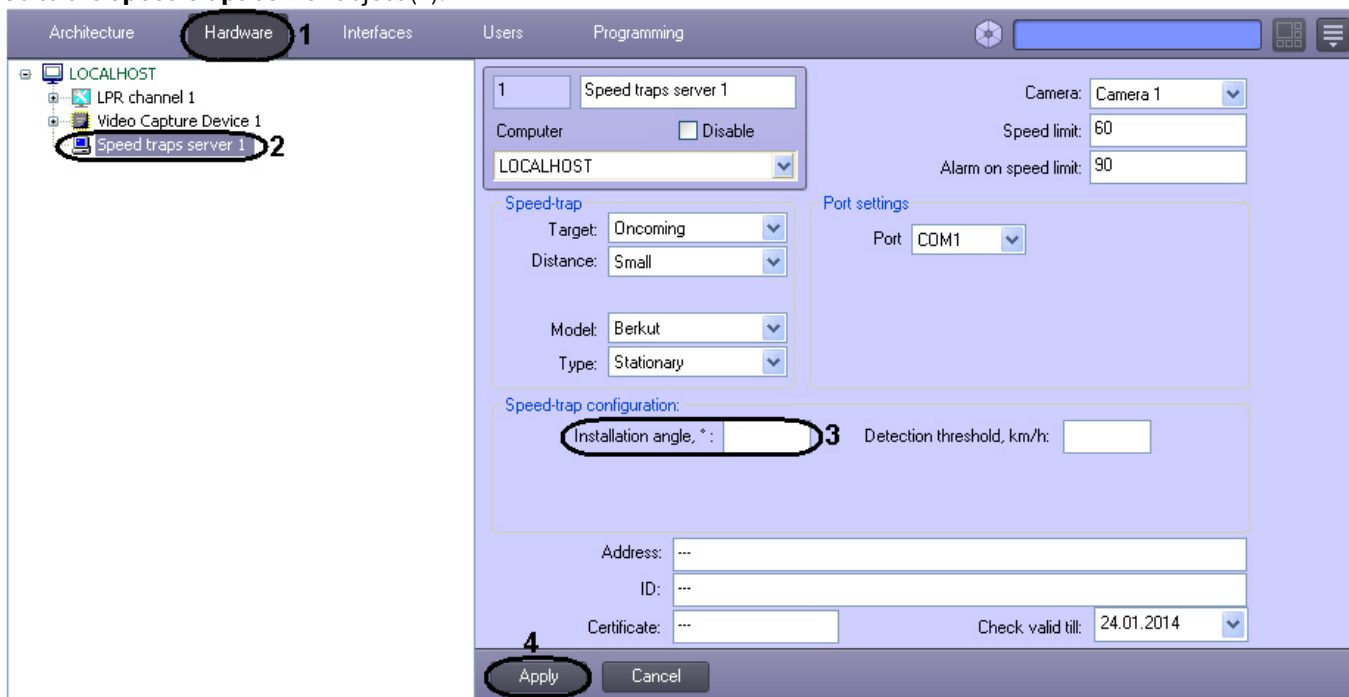 Architecture Hardware 1 Interfaces Users Programming
LOCALHOST
LPR channel 1
Video Capture Device 1
Speed traps server 1 2
1 Speed traps server 1
Computer Disable
LOCALHOST
Camera: Camera 1
Speed limit: 60
Alarm on speed limit: 90
Speed-trap
Target: Oncoming
Distance: Small
Model: Berkut
Type: Stationary
Port settings
Port COM1
Speed-trap configuration:
Installation angle, ° : 3 Detection threshold, km/h:
Address: ---
ID: ---
Certificate: --- Check valid till: 24.01.2014
4
Apply Cancel